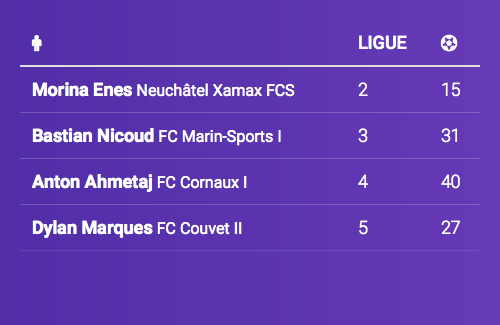 LIGUE
Morina Enes Neuchâtel Xamax FCS 2 15
Bastian Nicoud FC Marin-Sports I 3 31
Anton Ahmetaj FC Cornaux I 4 40
Dylan Marques FC Couvet II 5 27